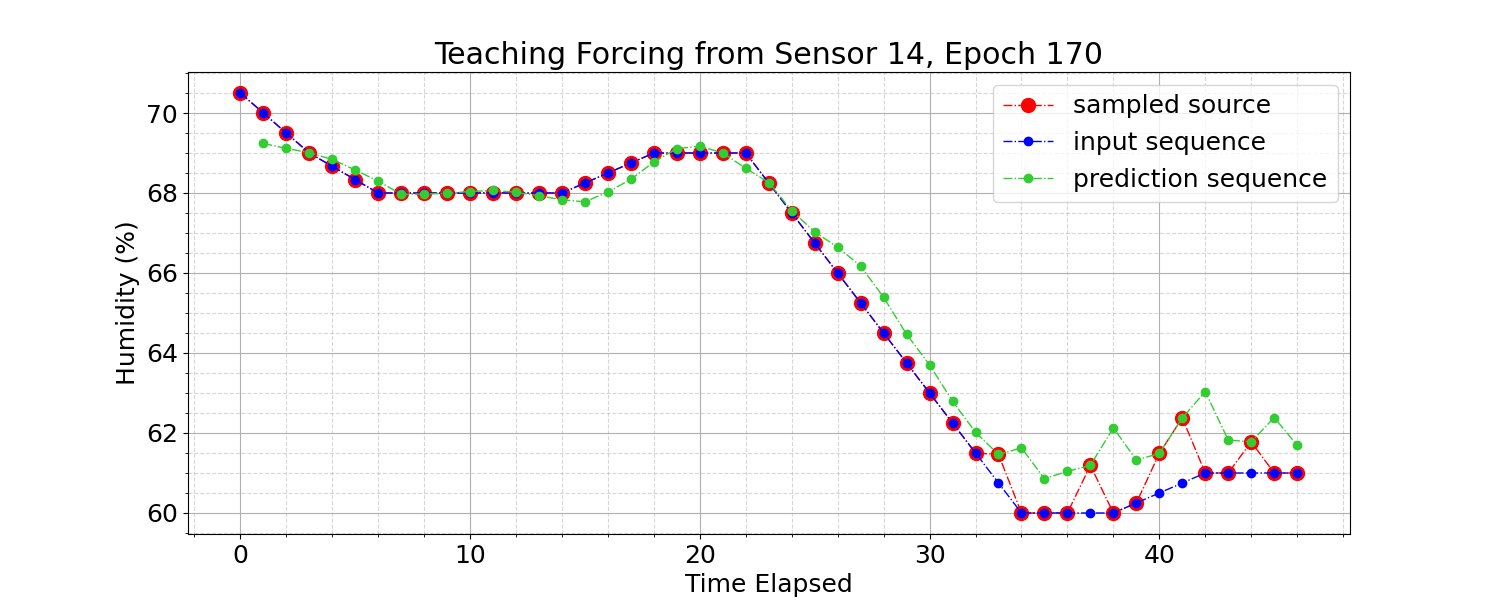 Teaching Forcing from Sensor 14, Epoch 170
sampled source
input sequence
prediction sequence
Humidity (%)
70
68
66
64
62
60
0 10 20 30 40
Time Elapsed